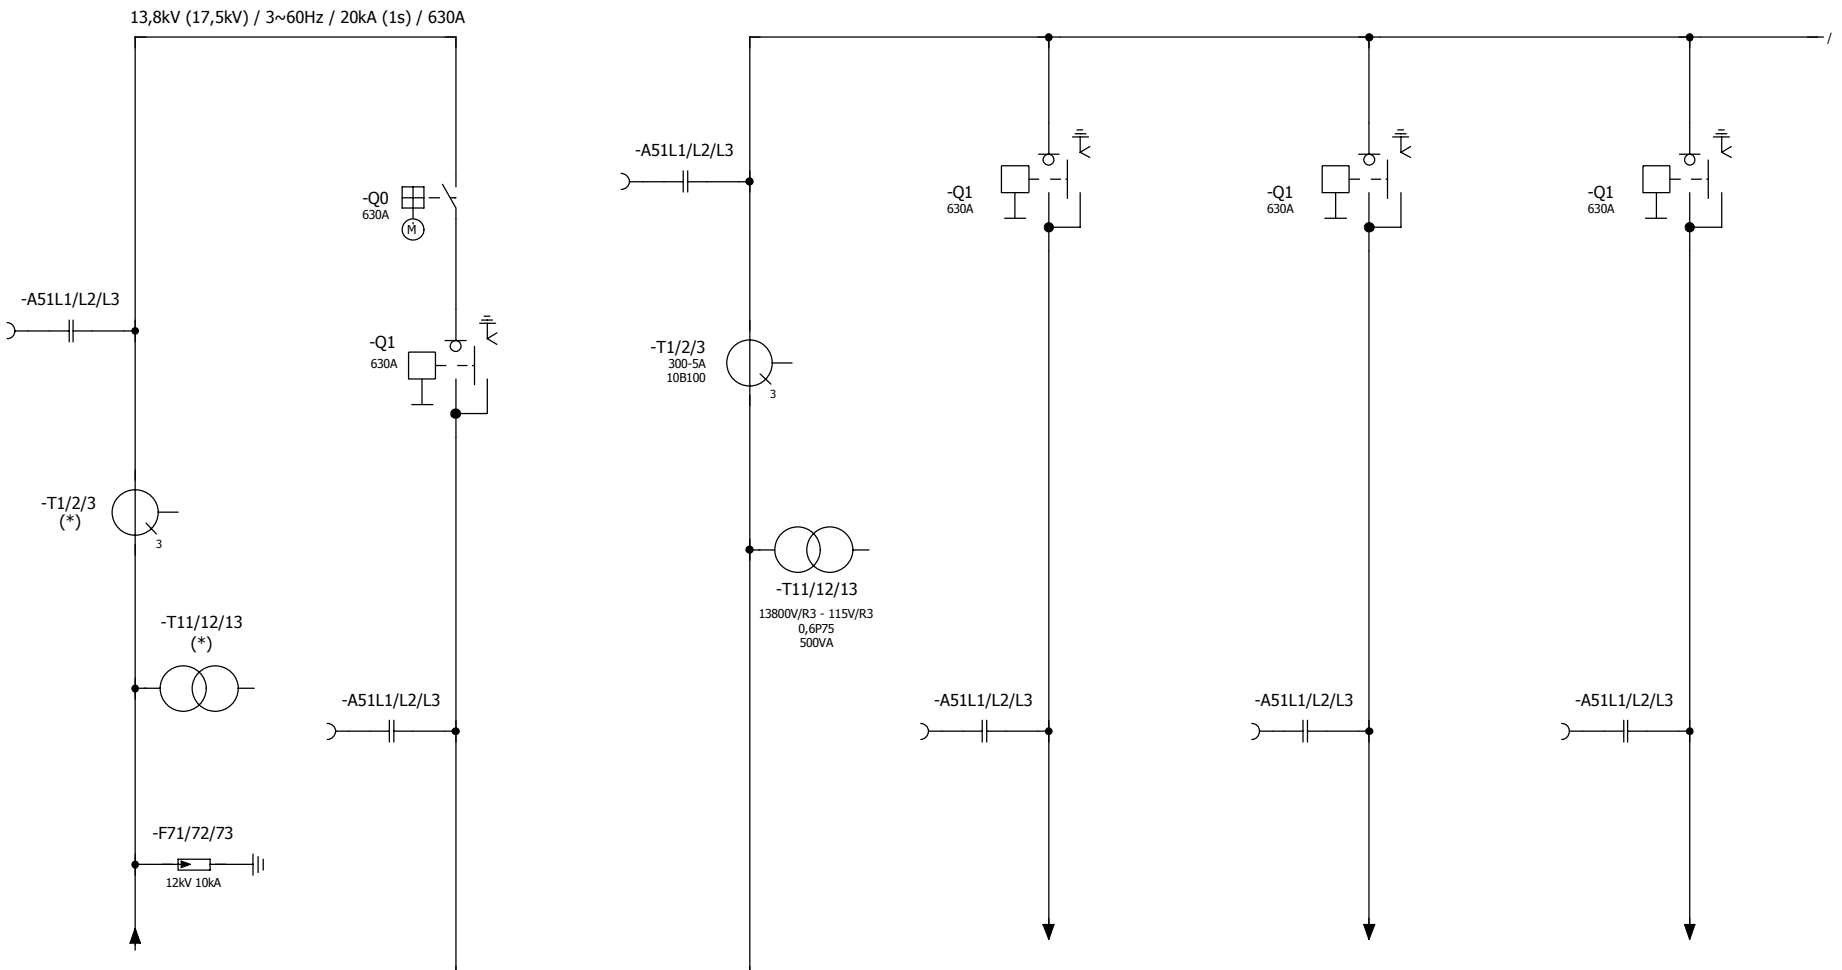 13,8kV (17,5kV) / 3~60Hz / 20kA (1s) / 630A
/
-A51L1/L2/L3
-T1/2/3
(*)
3
-T11/12/13
(*)
-F71/72/73
12kV 10kA
-Q0
630A
M
-Q1
630A
-A51L1/L2/L3
-A51L1/L2/L3
-T1/2/3
300-5A
10B100
3
-T11/12/13
13800V/R3 - 115V/R3
0,6P75
500VA
-Q1
630A
-A51L1/L2/L3
-Q1
630A
-A51L1/L2/L3
-Q1
630A
-A51L1/L2/L3